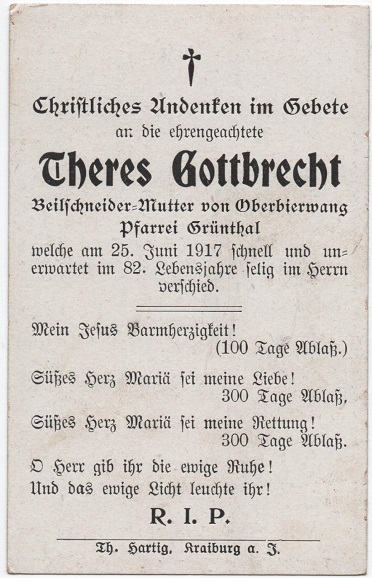 Christliches Andenken im Gebete
an die ehrengeachtete
Theres Gottbrecht
Beilschneider-Mutter von Oberbierwang
Pfarrei Grünthal
welche am 25. Juni 1917 schnell und un-
erwartet im 82. Lebensjahre selig im Herrn
verschied.
Mein Jesus Barmherzigkeit!
(100 Tage Ablaß.)
Süßes Herz Mariä sei meine Liebe!
300 Tage Ablaß.
Süßes Herz Mariä sei meine Rettung!
300 Tage Ablaß.
O Herr gib ihr die ewige Ruhe!
Und das ewige Licht leuchte ihr!
R. I. P.
Th. Hartig, Kraiburg a. J.